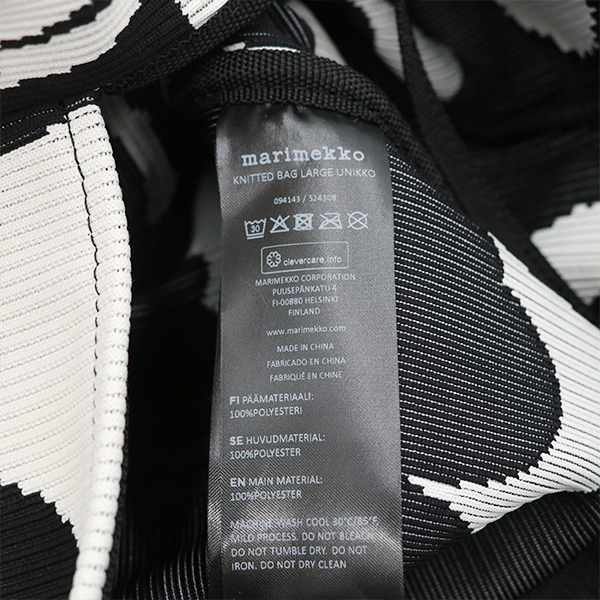 marimekko
KNITTED BAG LARGE UNIKKO
094143 / 524308
30
clevercare.info
MARIMEKKO CORPORATION
PUUSEPÄNKATU 4
FI-00880 HELSINKI
FINLAND
www.marimekko.com
MADE IN CHINA
FABRICADO EN CHINA
FABRIQUÉ EN CHINE
FI PÄÄMATERIAALI:
100%POLYESTERI
SE HUVUDMATERIAL:
100%POLYESTER
EN MAIN MATERIAL:
100%POLYESTER
MACHINE WASH COOL 30°C/85°F,
MILD PROCESS. DO NOT BLEACH.
DO NOT TUMBLE DRY. DO NOT
IRON. DO NOT DRY CLEAN